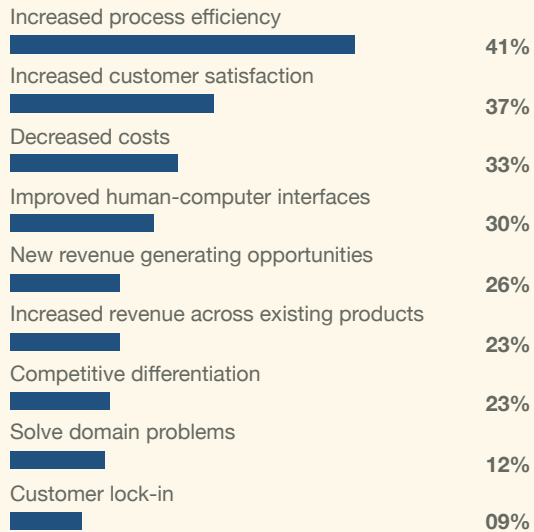 Increased process efficiency
41%
Increased customer satisfaction
37%
Decreased costs
33%
Improved human-computer interfaces
30%
New revenue generating opportunities
26%
Increased revenue across existing products
23%
Competitive differentiation
23%
Solve domain problems
12%
Customer lock-in
09%